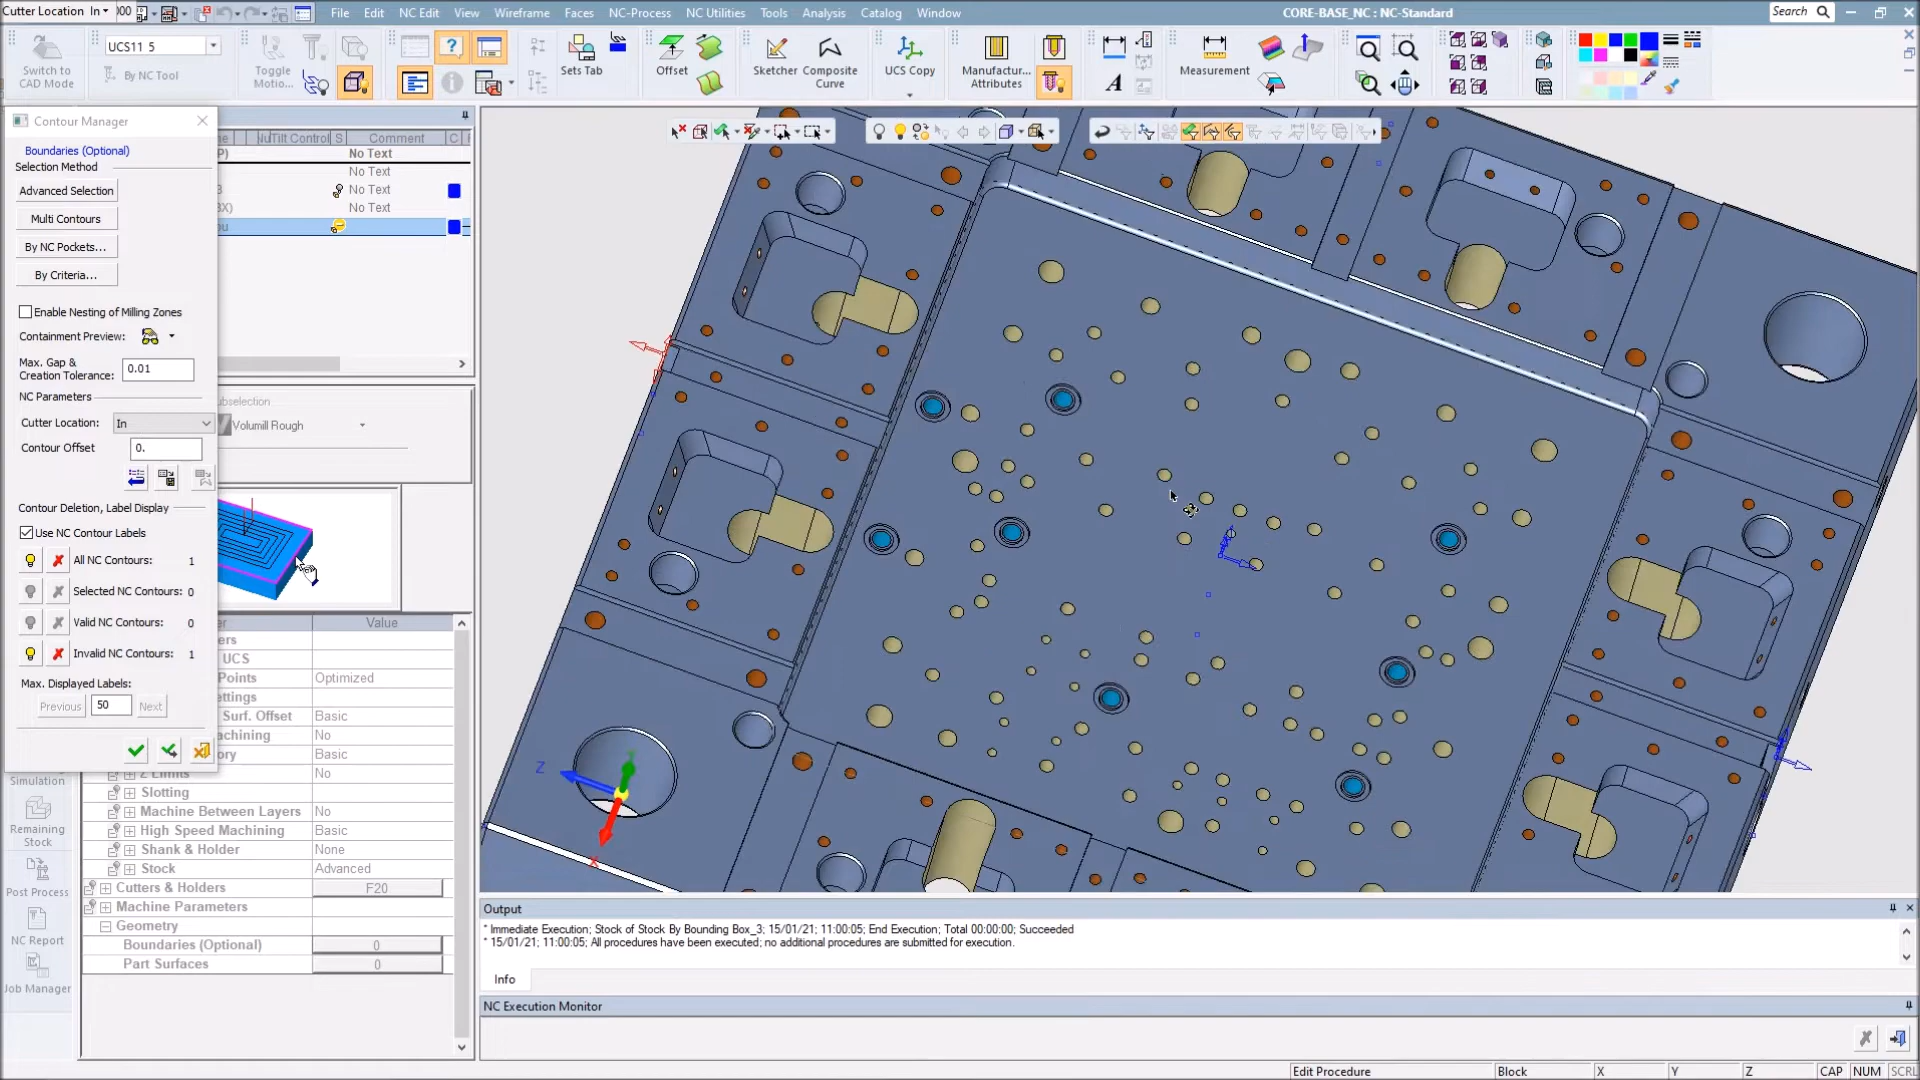 Cutter Location In
000
File Edit NC Edit View Wireframe Faces NC-Process NC Utilities Tools Analysis Catalog Window
CORE-BASE_NC : NC-Standard
Search
UCS11 5
By NC Tool
Switch to CAD Mode
Toggle Motio...
Sets Tab
Offset
Sketcher
Composite Curve
UCS Copy
Manufactur... Attributes
Measurement
Contour Manager
Boundaries (Optional)
Selection Method
Advanced Selection
Multi Contours
By NC Pockets...
By Criteria...
Enable Nesting of Milling Zones
Containment Preview:
Max. Gap &
Creation Tolerance: 0.01
NC Parameters
Cutter Location: In
Contour Offset 0.
Contour Deletion, Label Display
Use NC Contour Labels
All NC Contours: 1
Selected NC Contours: 0
Valid NC Contours: 0
Invalid NC Contours: 1
Max. Displayed Labels:
Previous 50 Next
Tilt Control S Comment C
No Text
No Text
No Text
No Text
Volumill Rough
Value
UCS
Points Optimized
Surf. Offset Basic
No
Basic
Z Limits No
Slotting
Machine Between Layers No
High Speed Machining Basic
Shank & Holder None
Stock Advanced
Cutters & Holders F20
Machine Parameters
Geometry
Boundaries (Optional) 0
Part Surfaces 0
Simulation
Remaining Stock
Post Process
NC Report
Job Manager
Z
X
Output
* Immediate Execution; Stock of Stock By Bounding Box_3; 15/01/21; 11:00:05; End Execution; Total 00:00:00; Succeeded
* 15/01/21; 11:00:05; All procedures have been executed; no additional procedures are submitted for execution.
Info
NC Execution Monitor
Edit Procedure Block X Y Z CAP NUM SCRL